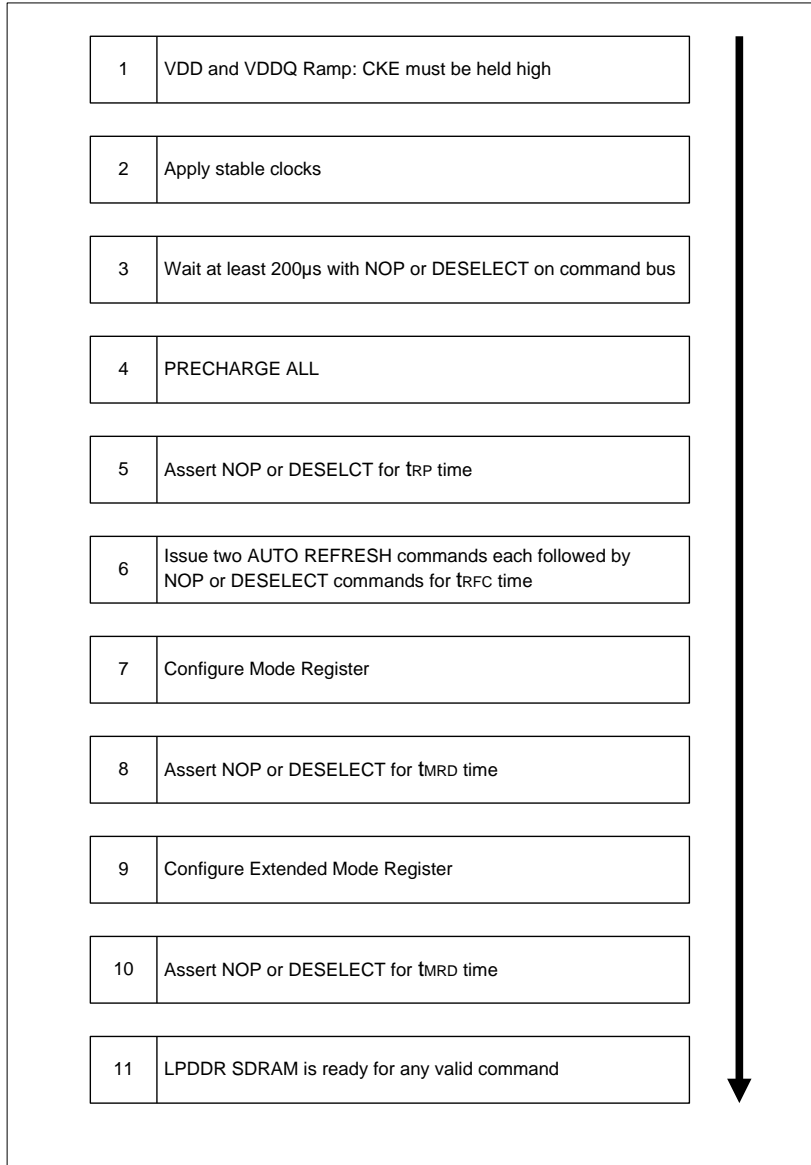 1 VDD and VDDQ Ramp: CKE must be held high
2 Apply stable clocks
3 Wait at least 200µs with NOP or DESELECT on command bus
4 PRECHARGE ALL
5 Assert NOP or DESELCT for tRP time
6 Issue two AUTO REFRESH commands each followed by
NOP or DESELECT commands for tRFC time
7 Configure Mode Register
8 Assert NOP or DESELECT for tMRD time
9 Configure Extended Mode Register
10 Assert NOP or DESELECT for tMRD time
11 LPDDR SDRAM is ready for any valid command